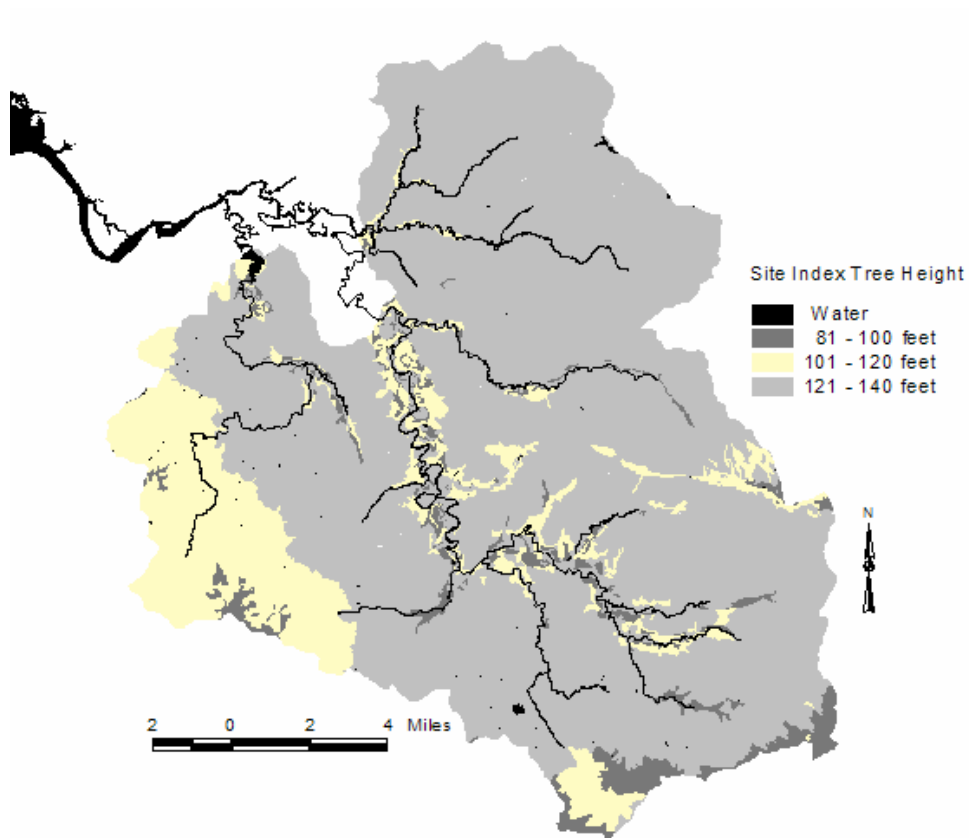 Site Index Tree Height
Water
81 - 100 feet
101 - 120 feet
121 - 140 feet
N
2 0 2 4 Miles